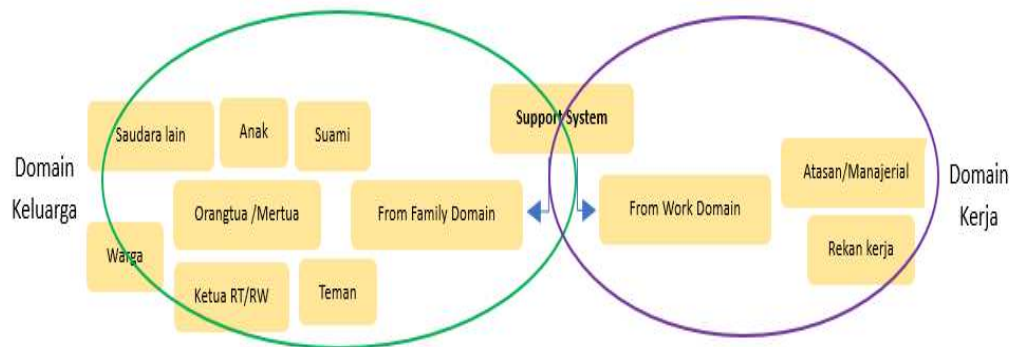 Support System
Saudara lain
Anak
Suami
Domain
Keluarga
Orangtua /Mertua
From Family Domain
From Work Domain
Atasan/Manajerial
Domain
Kerja
Warga
Rekan kerja
Ketua RT/RW
Teman